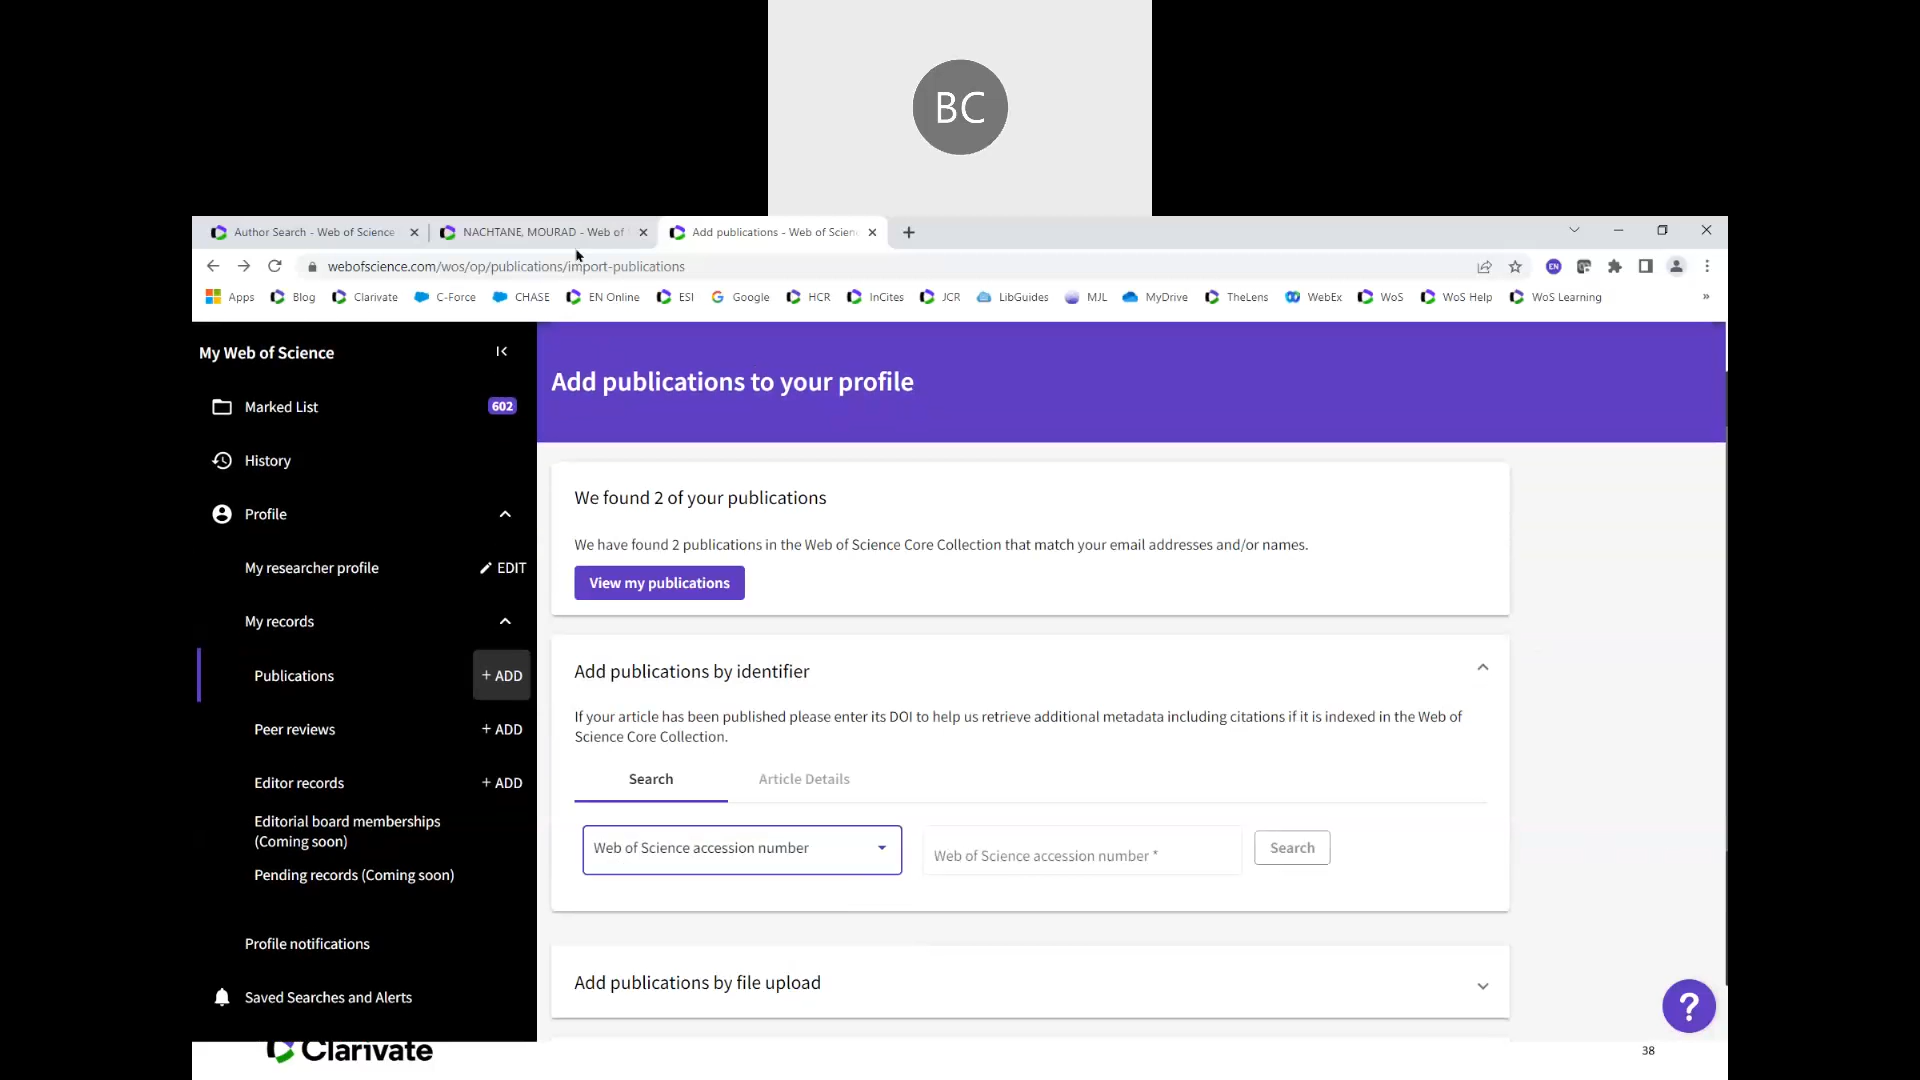 BC
Author Search - Web of Science
NACHTANE, MOURAD - Web of
Add publications - Web of Scien
webofscience.com/wos/op/publications/import-publications
Apps Blog Clarivate C-Force CHASE EN Online ESI Google HCR InCites JCR LibGuides MJL MyDrive TheLens WebEx WoS WoS Help WoS Learning »
My Web of Science
Marked List 602
History
Profile
My researcher profile EDIT
My records
Publications + ADD
Peer reviews + ADD
Editor records + ADD
Editorial board memberships
(Coming soon)
Pending records (Coming soon)
Profile notifications
Saved Searches and Alerts
Add publications to your profile
We found 2 of your publications
We have found 2 publications in the Web of Science Core Collection that match your email addresses and/or names.
View my publications
Add publications by identifier
If your article has been published please enter its DOI to help us retrieve additional metadata including citations if it is indexed in the Web of
Science Core Collection.
Search Article Details
Web of Science accession number Web of Science accession number * Search
Add publications by file upload
?
Clarivate
38